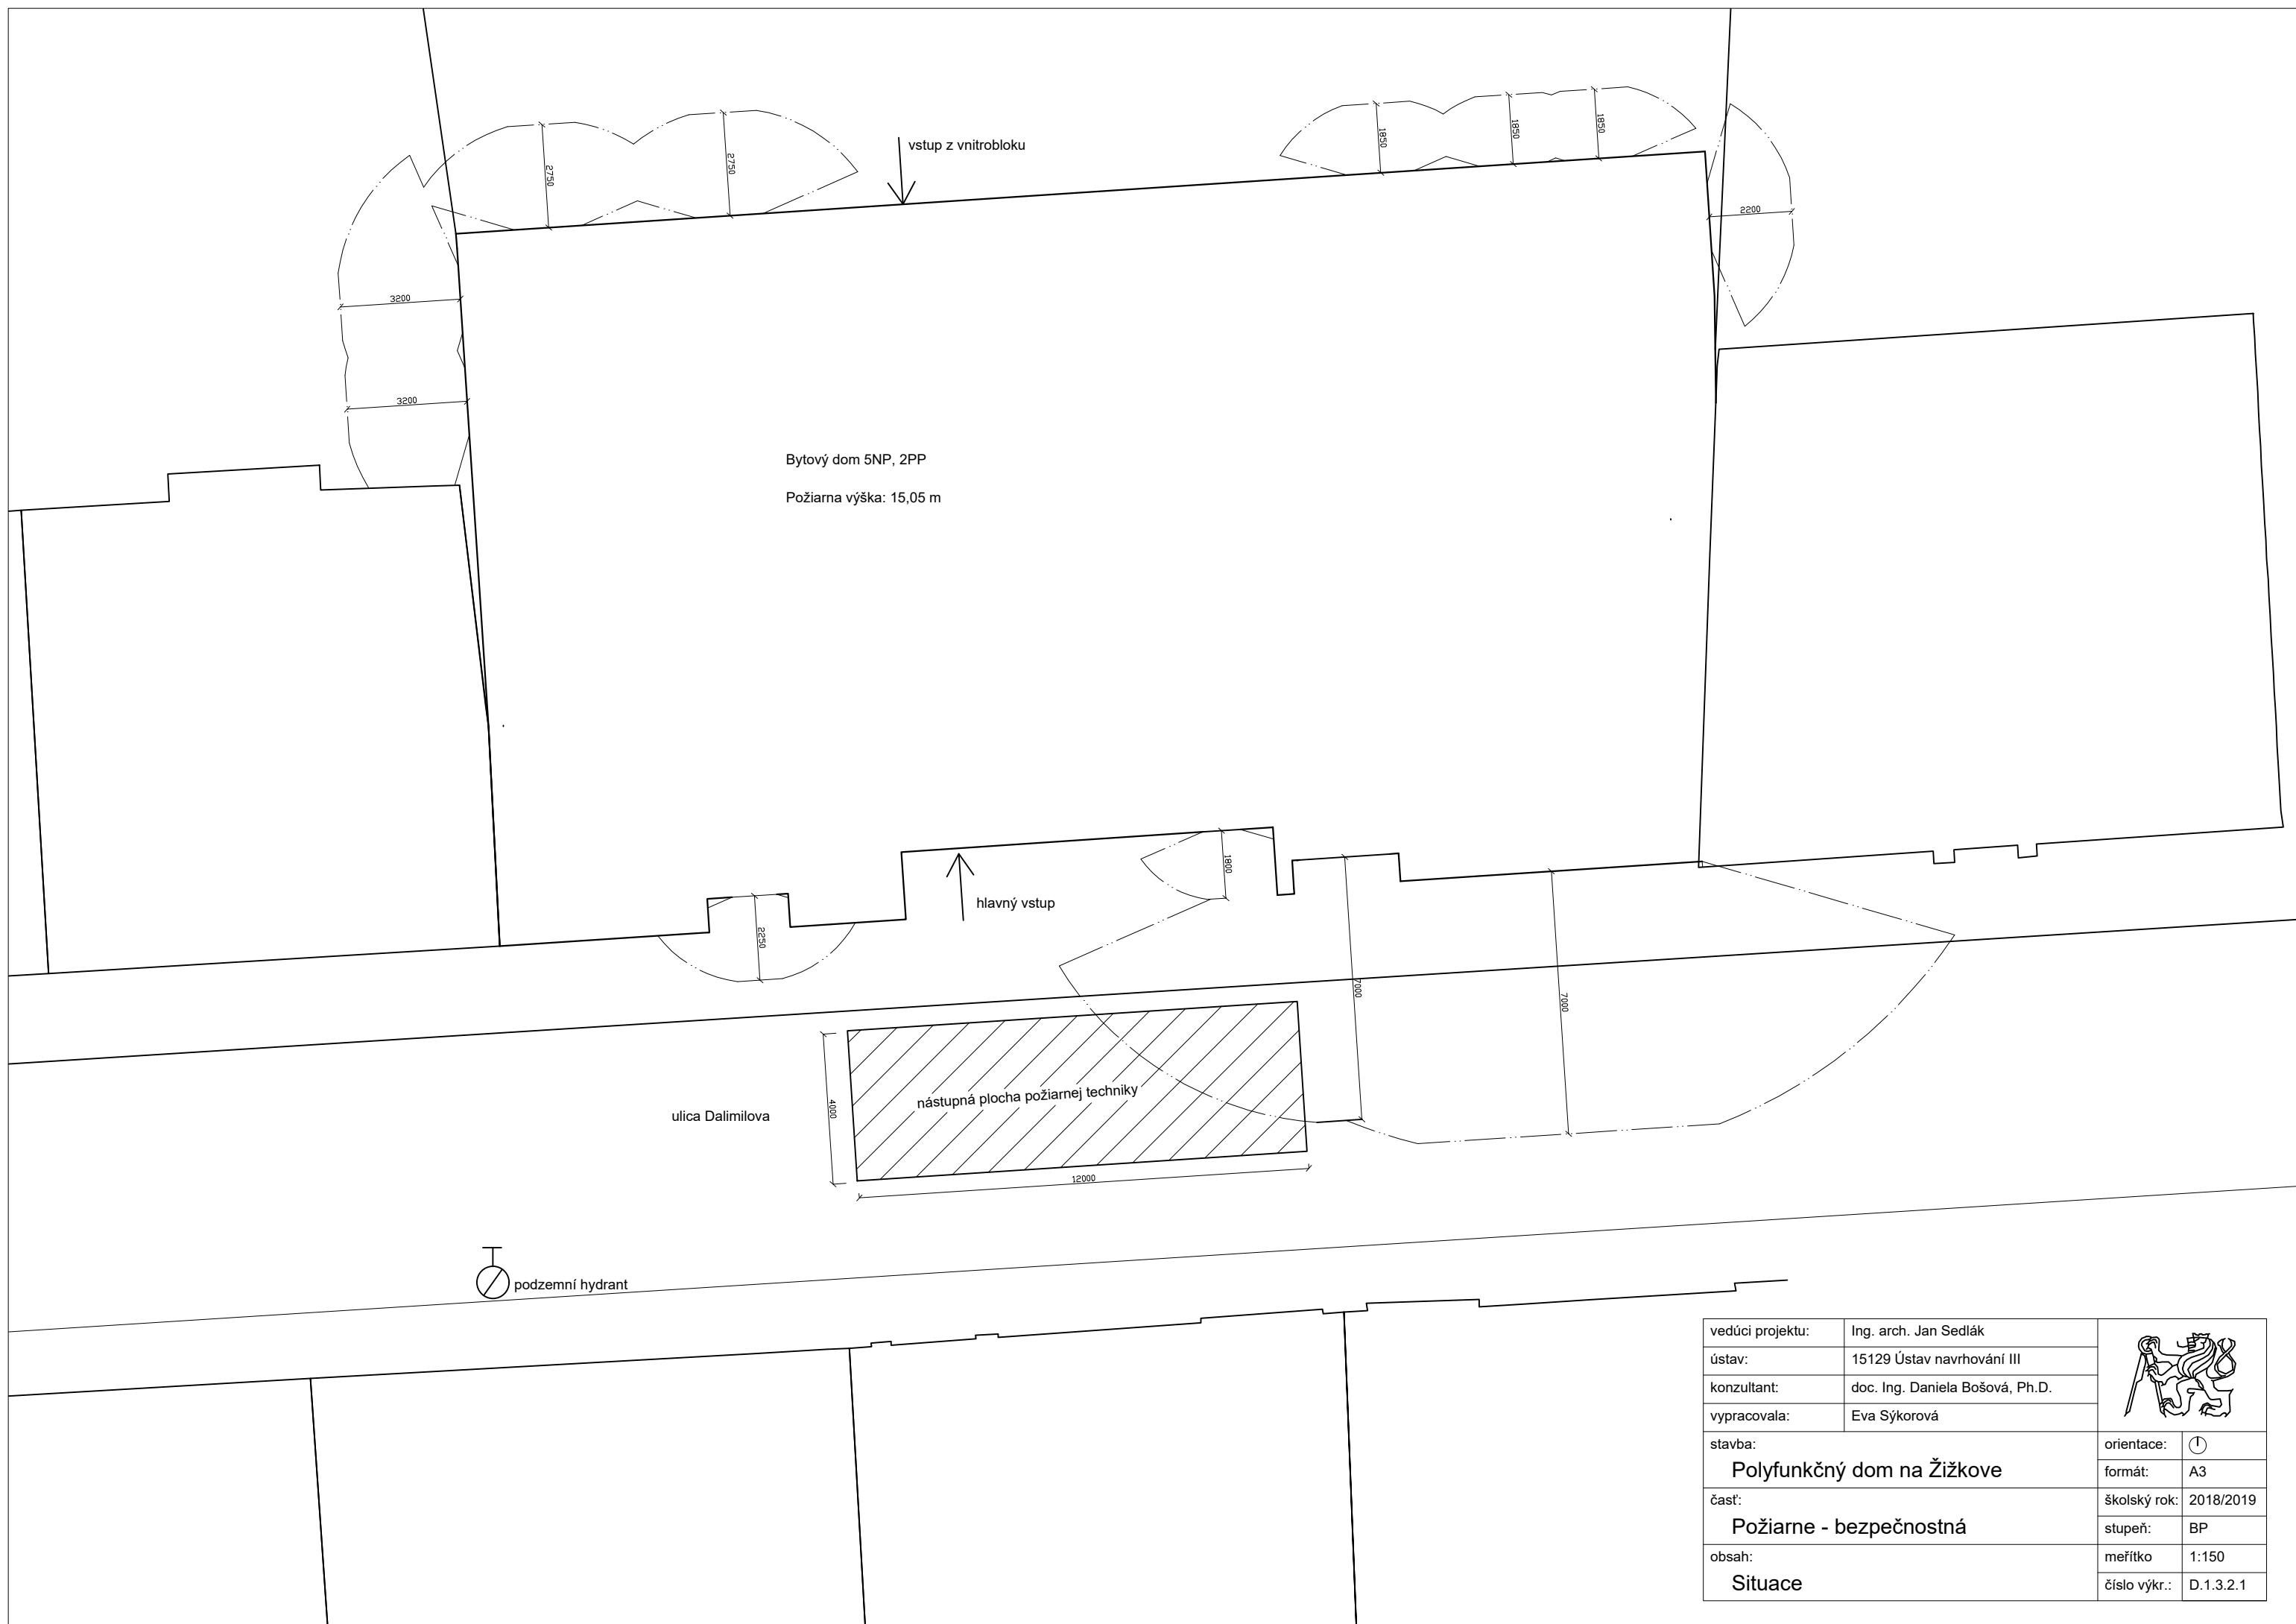 vstup z vnitrobloku
2750
2750
1850
1850
1850
2200
3200
3200
Bytový dom 5NP, 2PP
Požiarna výška: 15,05 m
1800
hlavný vstup
2250
7000
7000
4000
nástupná plocha požiarnej techniky
ulica Dalimilova
12000
podzemní hydrant
vedúci projektu: Ing. arch. Jan Sedlák
ústav: 15129 Ústav navrhování III
konzultant: doc. Ing. Daniela Bošová, Ph.D.
vypracovala: Eva Sýkorová
stavba:
Polyfunkčný dom na Žižkove
časť:
Požiarne - bezpečnostná
obsah:
Situace
orientace:
formát: A3
školský rok: 2018/2019
stupeň: BP
meřítko 1:150
číslo výkr.: D.1.3.2.1